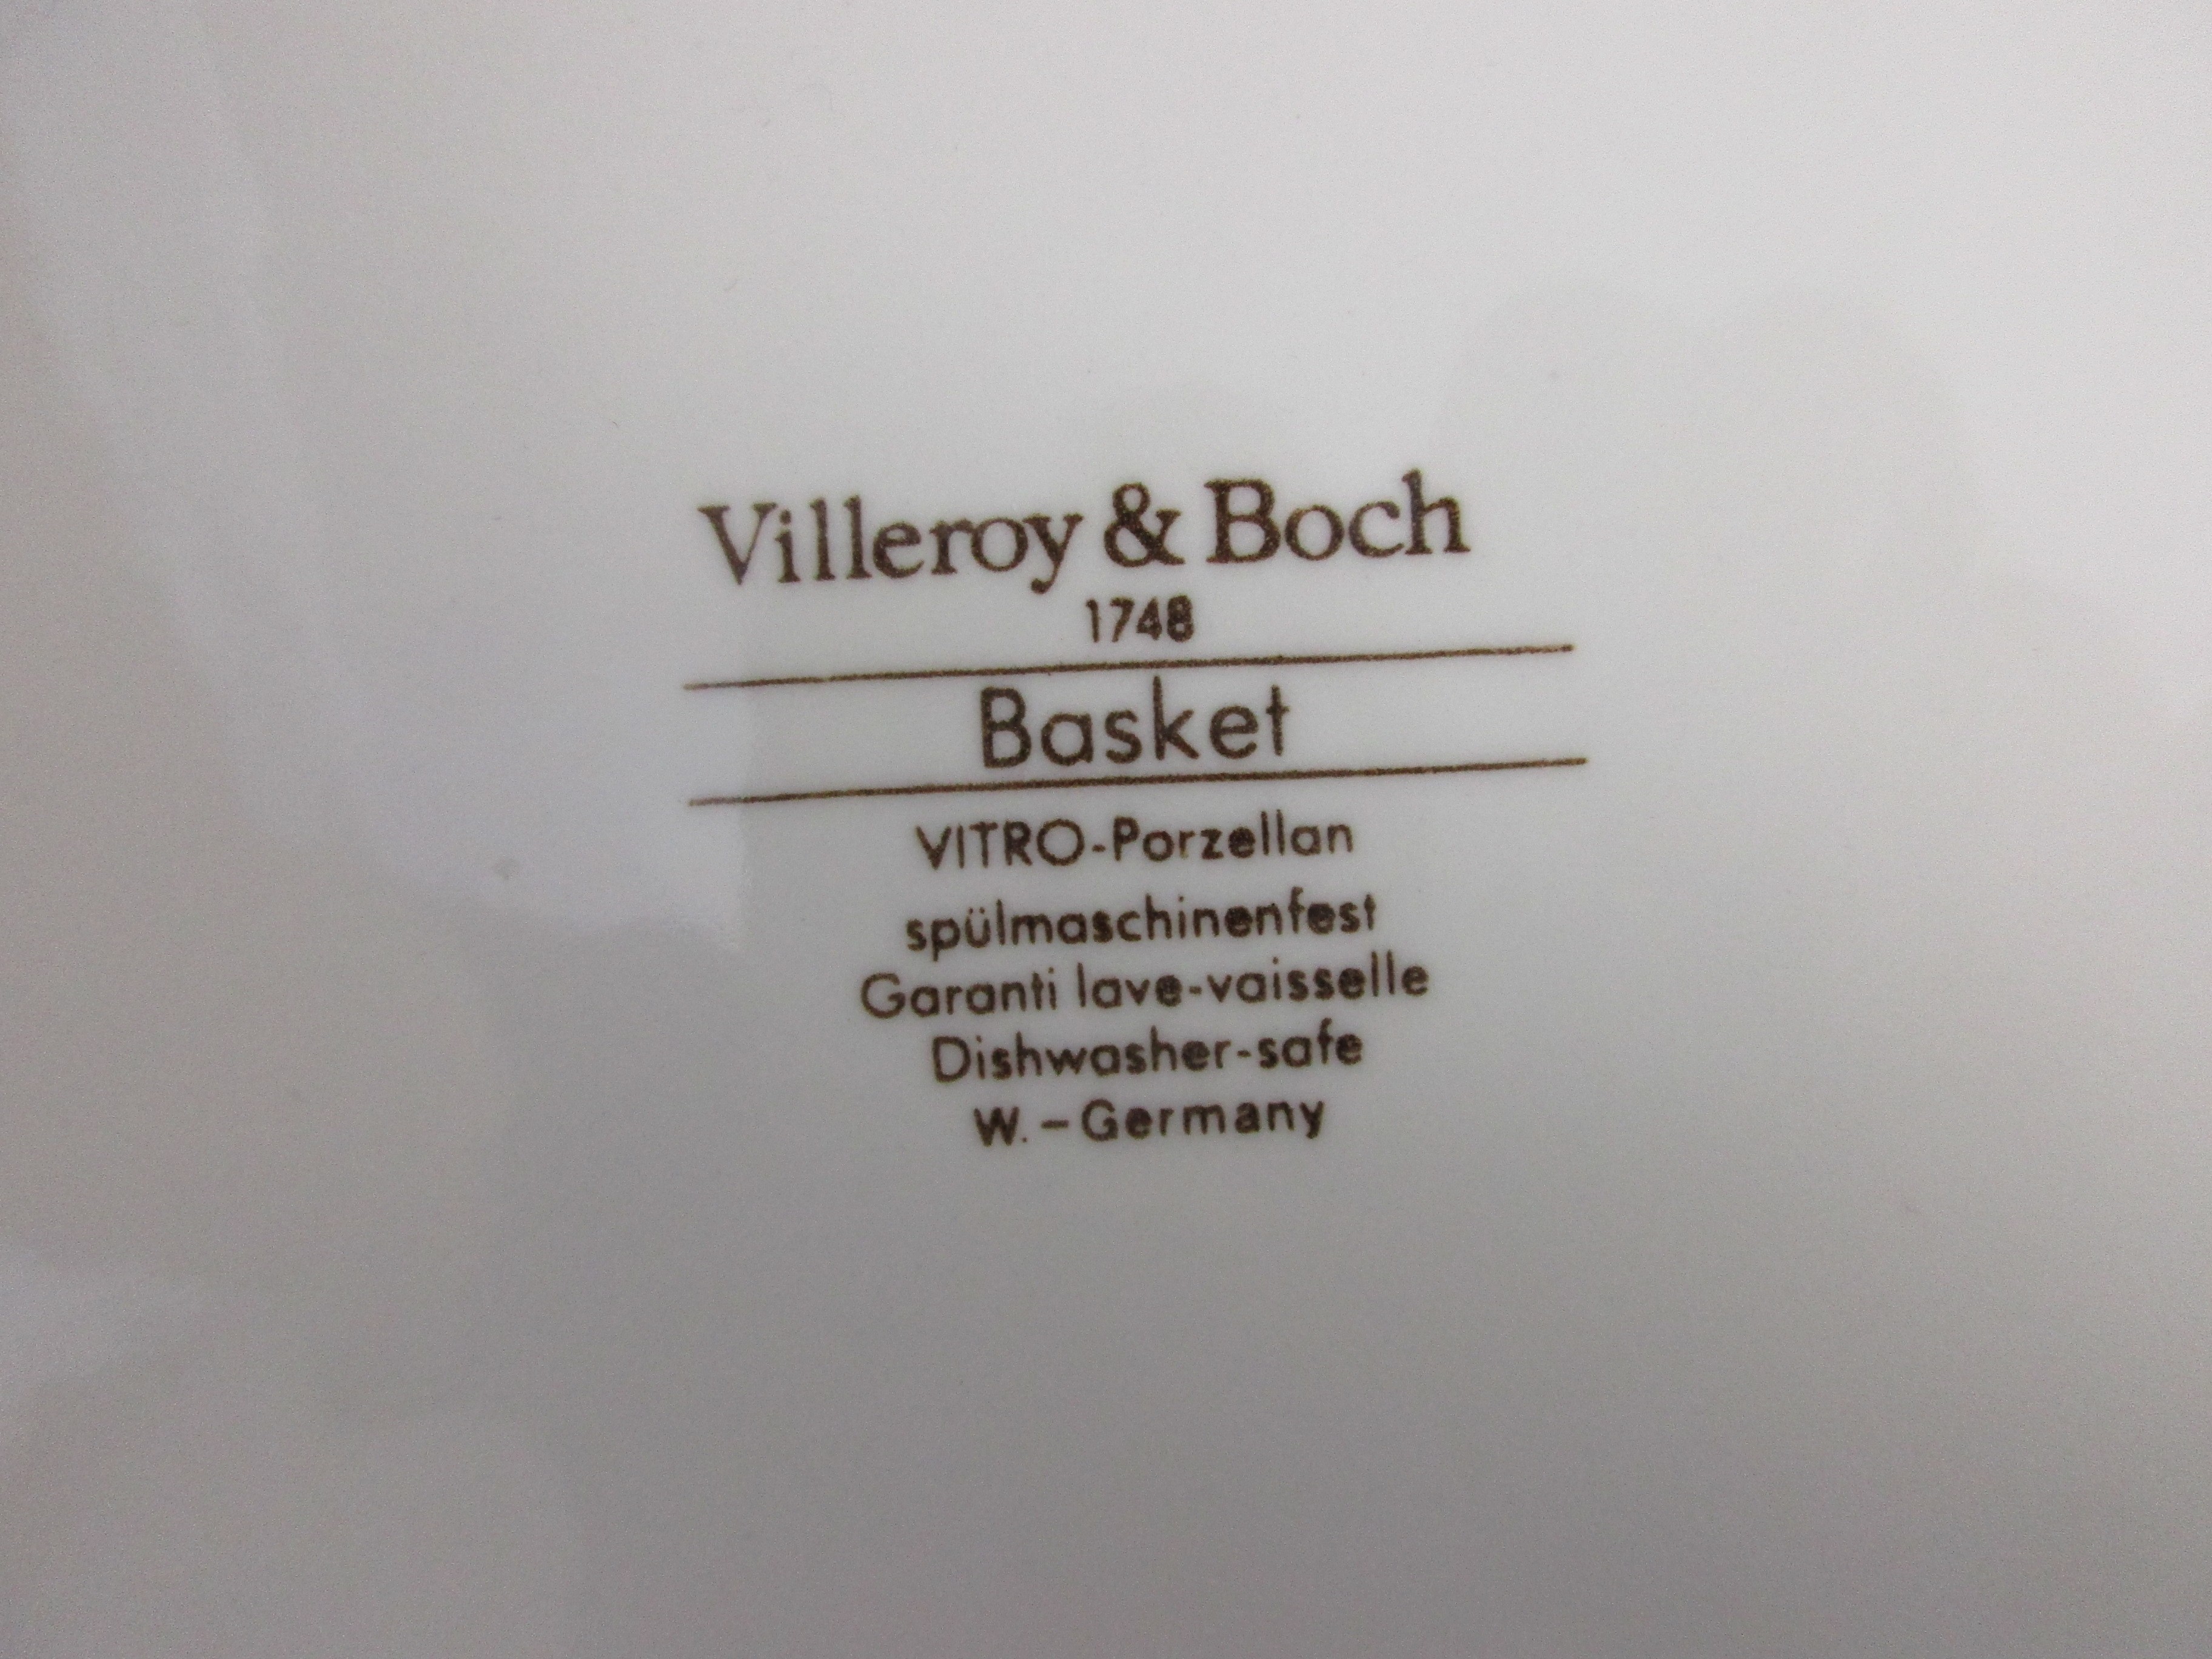 Villeroy & Boch
1748
Basket
VITRO-Porzellan
spülmaschinenfest
Garanti lave-vaisselle
Dishwasher-safe
W. – Germany